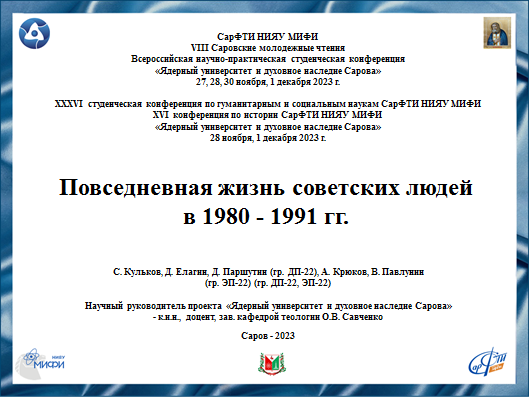 СарФТИ НИЯУ МИФИ
VIII Саровские молодежные чтения
Всероссийская научно-практическая студенческая конференция
«Ядерный университет и духовное наследие Сарова»
27, 28, 30 ноября, 1 декабря 2023 г.
XXXVI студенческая конференция по гуманитарным и социальным наукам СарФТИ НИЯУ МИФИ
XVI конференция по истории СарФТИ НИЯУ МИФИ
«Ядерный университет и духовное наследие Сарова»
28 ноября, 1 декабря 2023 г.
Повседневная жизнь советских людей
в 1980 - 1991 гг.
С. Кульков, Д. Елагин, Д. Паршутин (гр. ДП-22), А. Крюков, В. Павлунин
(гр. ЭП-22) (гр. ДП-22, ЭП-22)
Научный руководитель проекта «Ядерный университет и духовное наследие Сарова»
- к.и.н., доцент, зав. кафедрой теологии О.В. Савченко
Саров - 2023
НИЯУ
МИФИ
СарФТИ